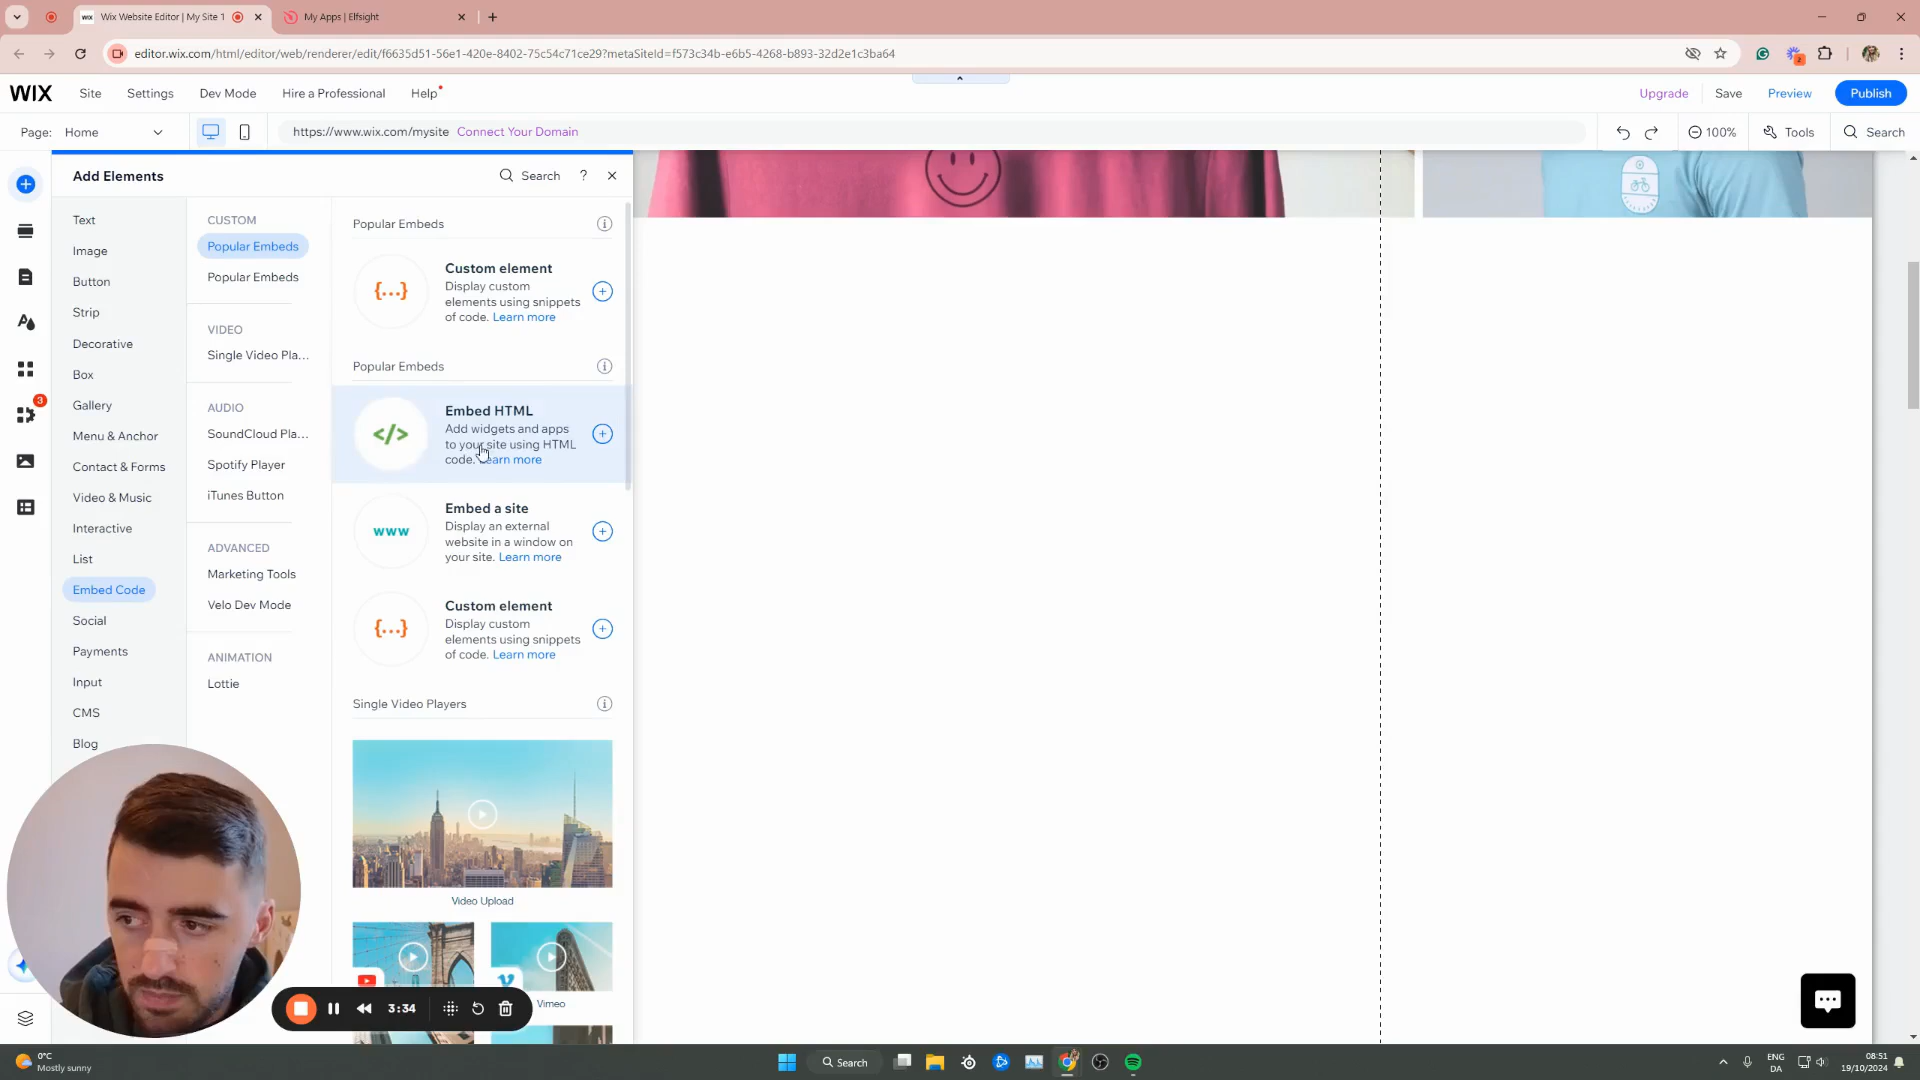 Wix Website Editor | My Site 1
My Apps | Elfsight
editor.wix.com/html/editor/web/renderer/edit/f6635d51-56e1-420e-8402-75c54c71ce29?metaSiteId=f573c34b-e6b5-4268-b893-32d2e1c3ba64
2
WIX
Site
Settings
Dev Mode
Hire a Professional
Help
Upgrade
Save
Preview
Publish
Page: Home
https://www.wix.com/mysite Connect Your Domain
100%
Tools
Search
Add Elements
Search
?
Text
Image
Button
Strip
Decorative
Box
Gallery
Menu & Anchor
Contact & Forms
Video & Music
Interactive
List
Embed Code
Social
Payments
Input
CMS
Blog
3
CUSTOM
Popular Embeds
Popular Embeds
VIDEO
Single Video Pla...
AUDIO
SoundCloud Pla...
Spotify Player
iTunes Button
ADVANCED
Marketing Tools
Velo Dev Mode
ANIMATION
Lottie
Popular Embeds
{...}
Custom element
Display custom
elements using snippets
of code. Learn more
Popular Embeds
</>
Embed HTML
Add widgets and apps
to your site using HTML
code. Learn more
www
Embed a site
Display an external
website in a window on
your site. Learn more
{...}
Custom element
Display custom
elements using snippets
of code. Learn more
Single Video Players
Video Upload
Vimeo
3:34
0°C
Mostly sunny
Search
ENG
DA
08:51
19/10/2024